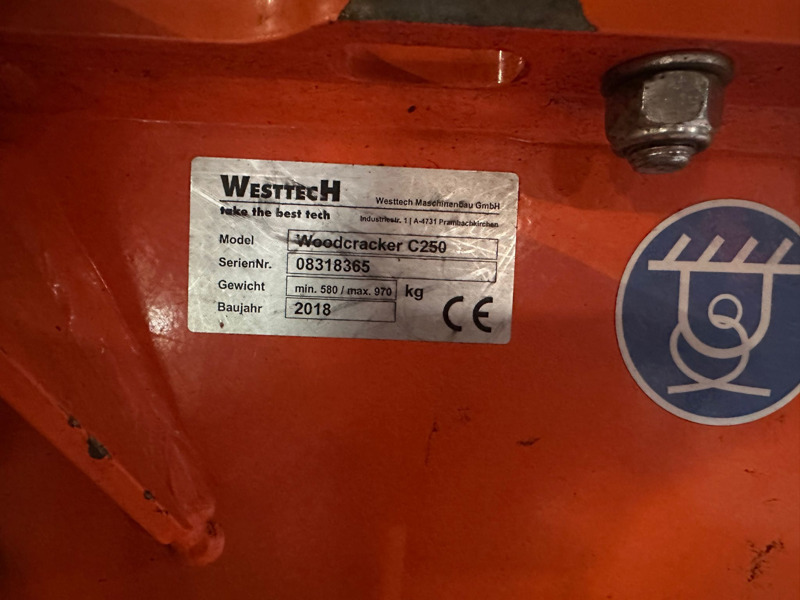 WESTTECH
take the best tech
Westtech Maschinenbau GmbH
Industriestr. 1 | A-4731 Prambachkirchen
Model Woodcracker C250
SerienNr. 08318365
Gewicht min. 580 / max. 970 kg
Baujahr 2018
CE